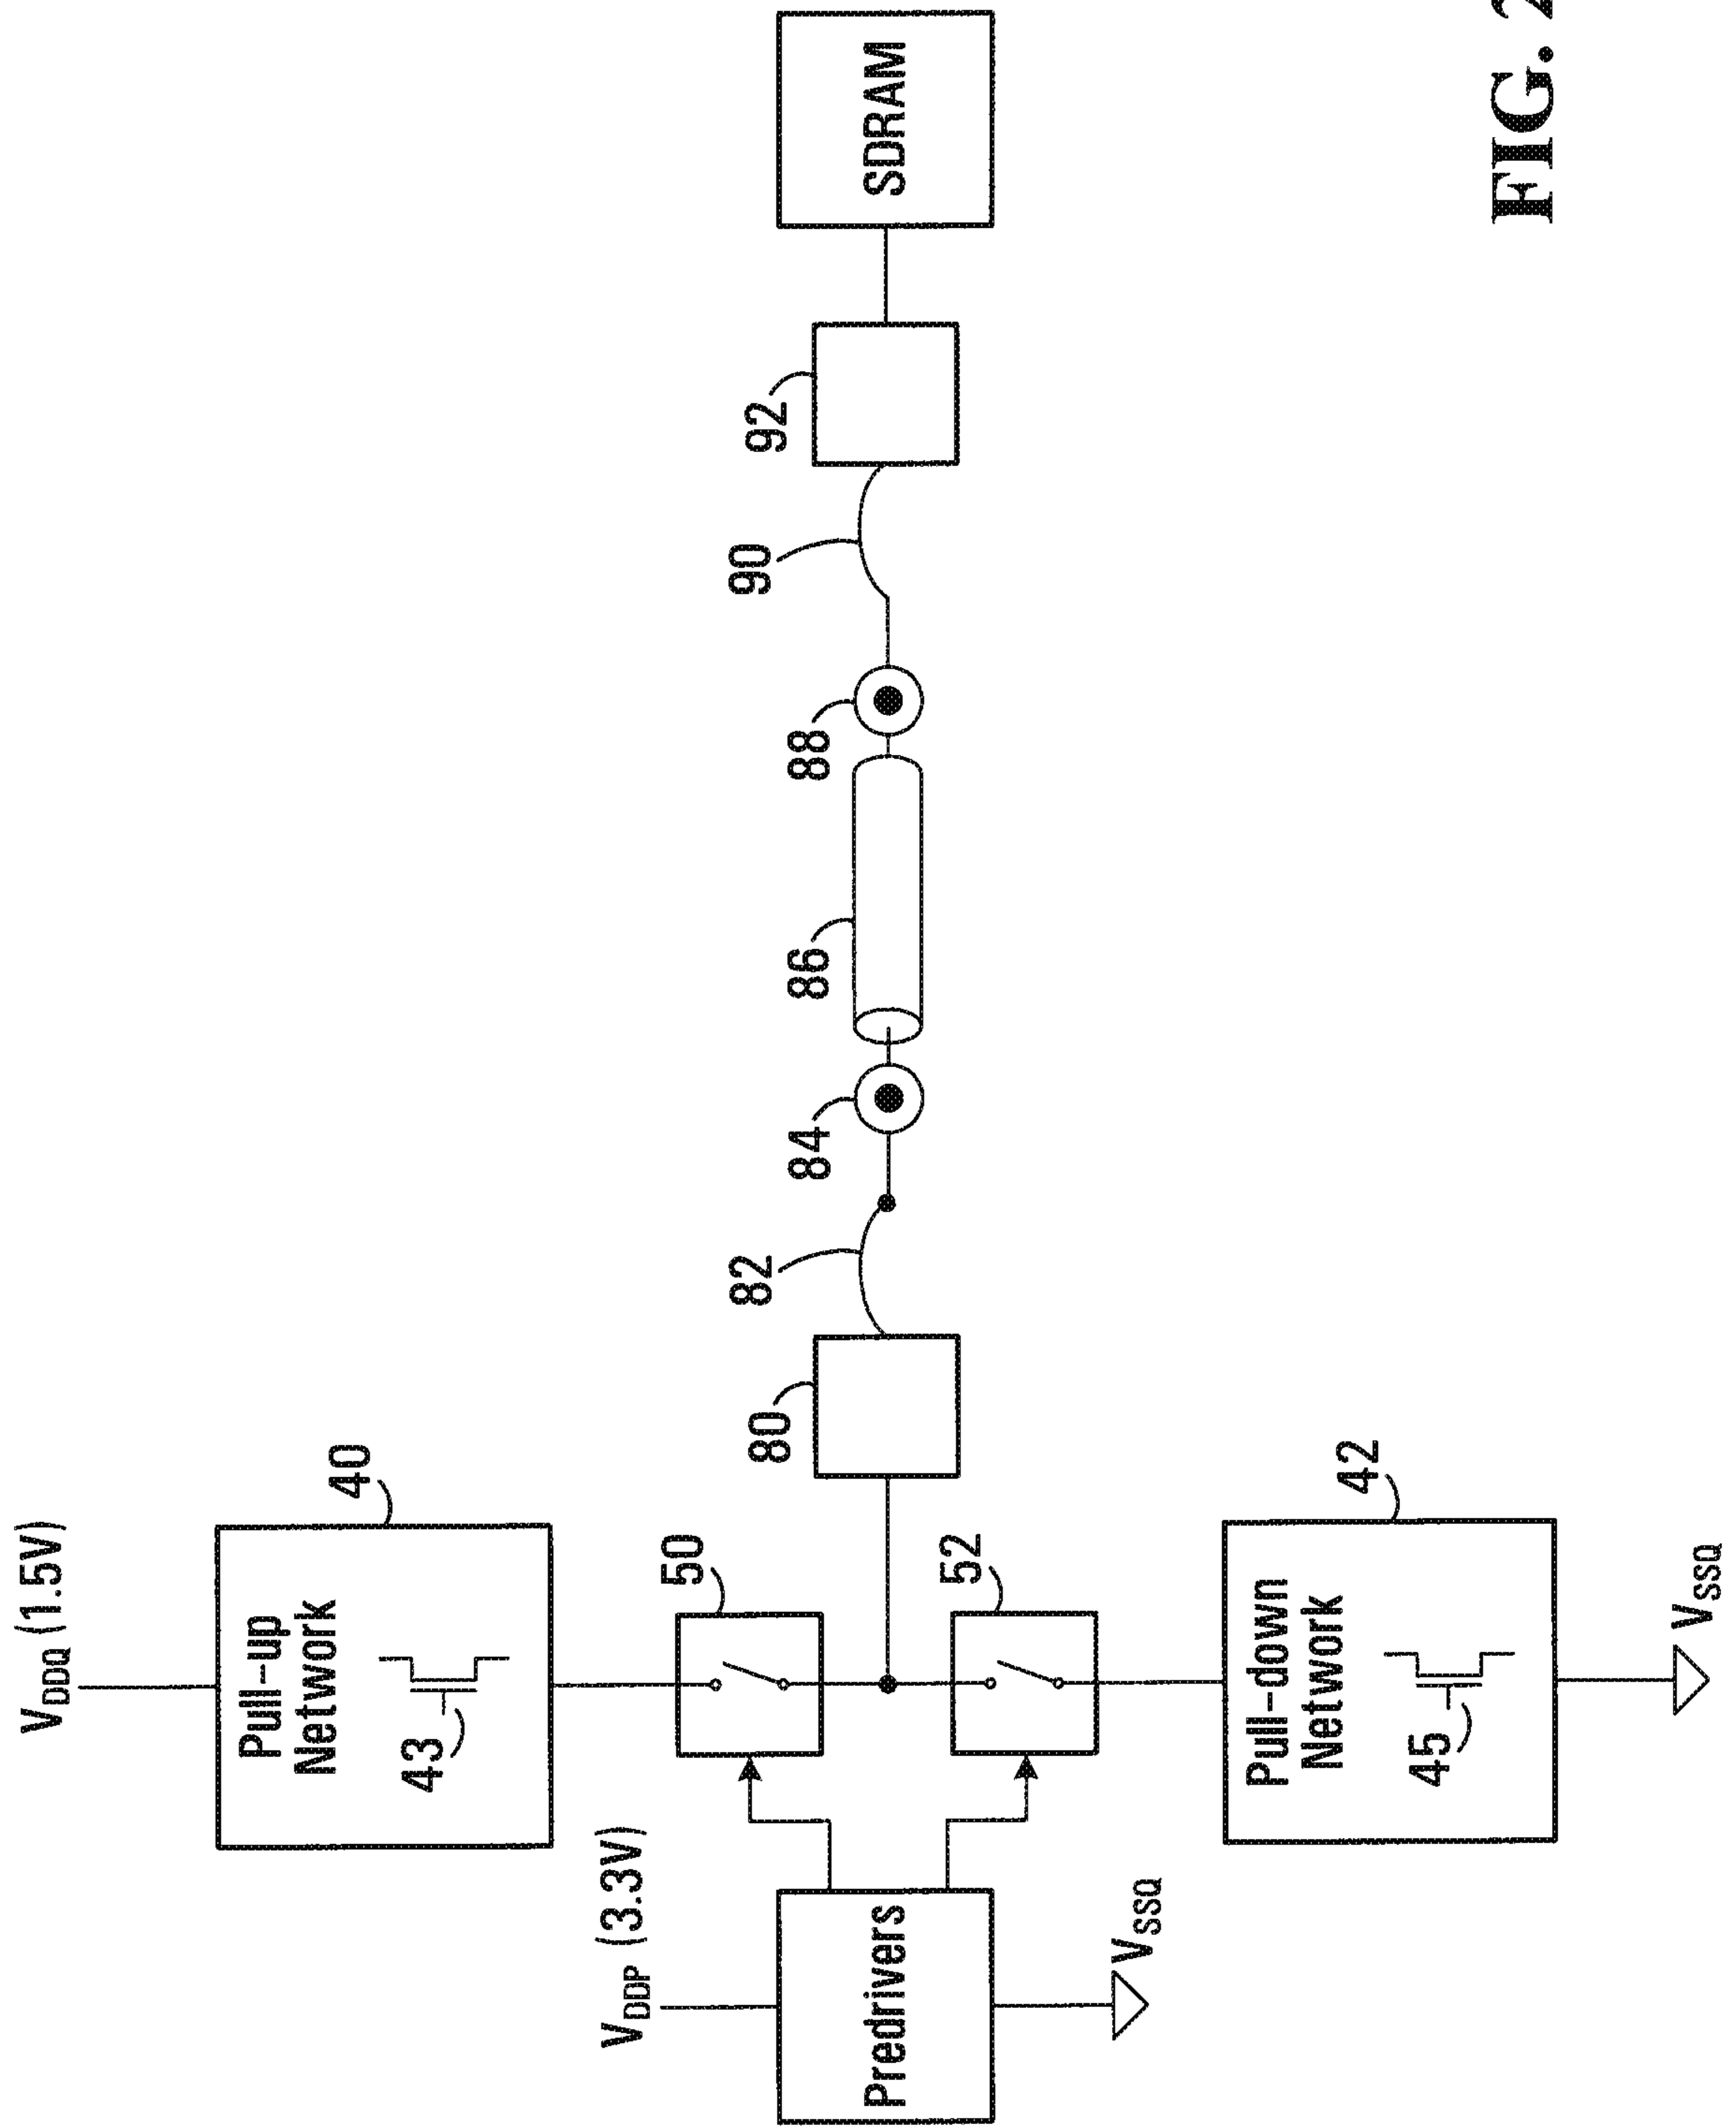 V_DDQ (1.5V)
Pull-up
Network
40
43
V_DDP (3.3V)
Predrivers
V_SSQ
50
52
80
82
84
86
88
90
92
SDRAM
Pull-down
Network
42
45
V_SSQ
FIG. 2